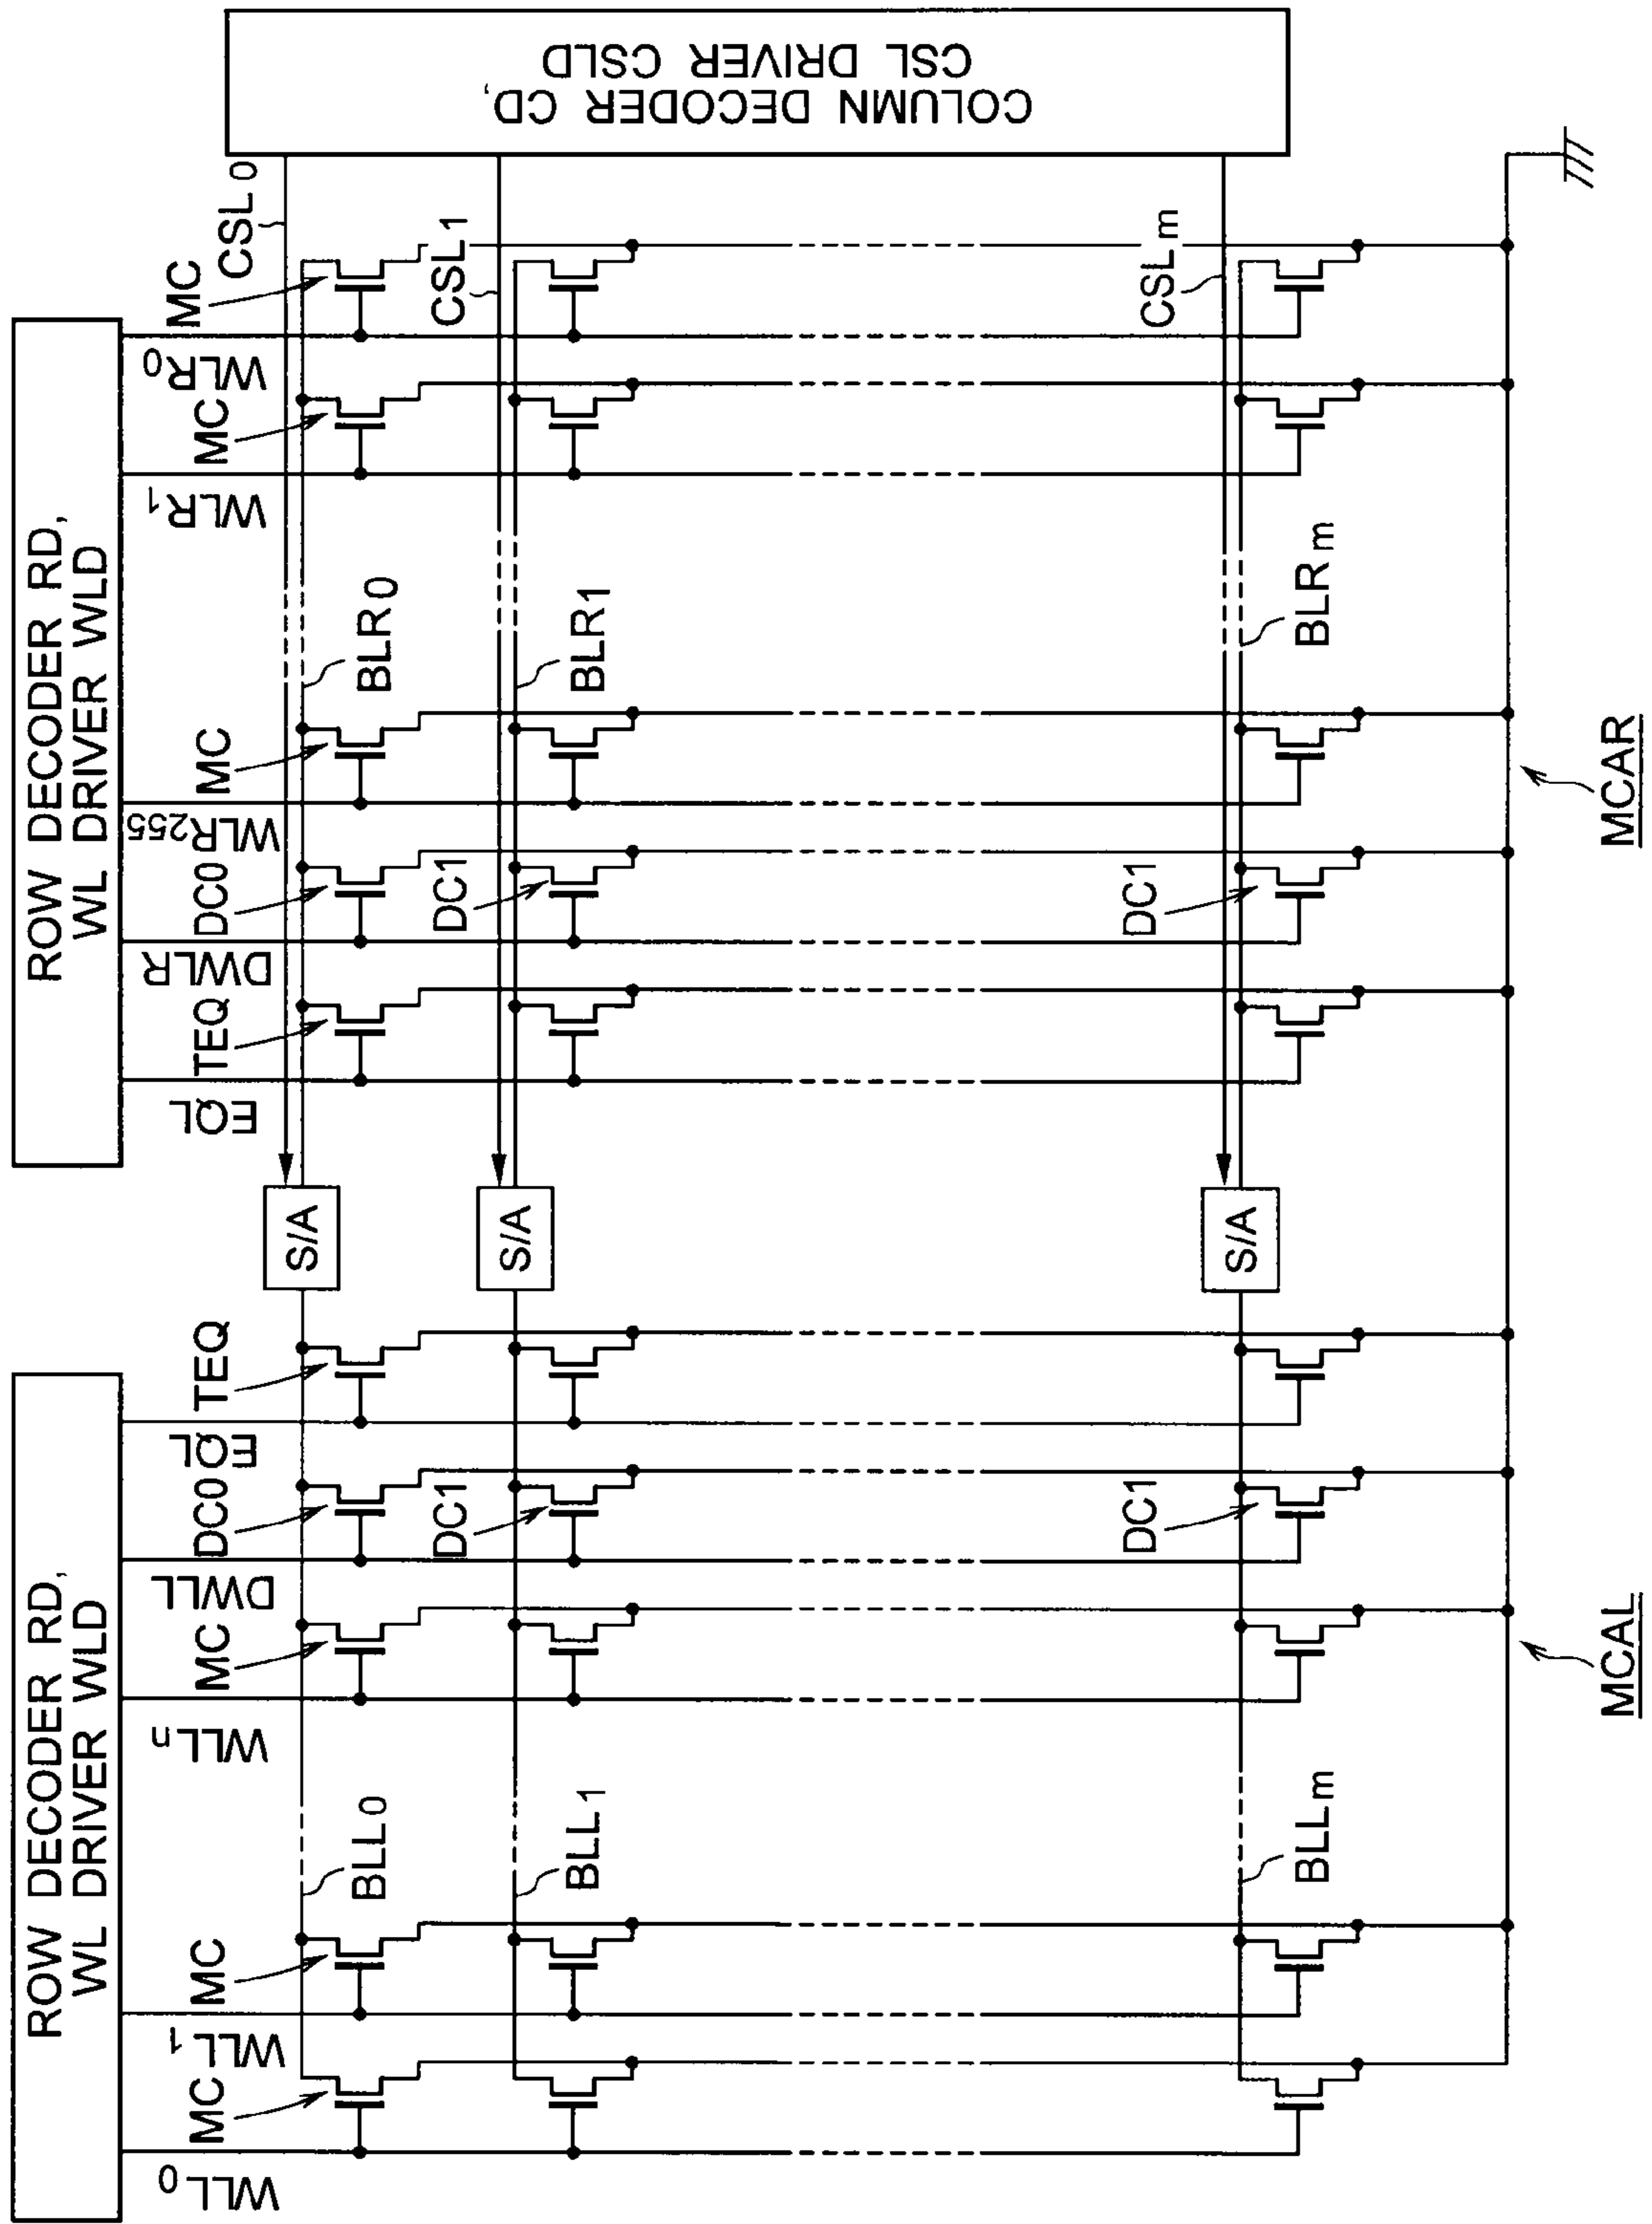 ROW DECODER RD,
WL DRIVER WLD
ROW DECODER RD,
WL DRIVER WLD
WLL0
MC
WLL1
MC
WLLn
MC
DWLL
DC0
EQL
TEQ
EQL
TEQ
DWLR
DC0
WLR255
MC
WLR1
MC
WLR0
MC
CSL0
COLUMN DECODER CD,
CSL DRIVER CSLD
BLL0
S/A
BLR0
DC1
DC1
CSL1
BLL1
S/A
BLR1
DC1
DC1
CSLm
BLLm
S/A
BLRm
MCAL
MCAR